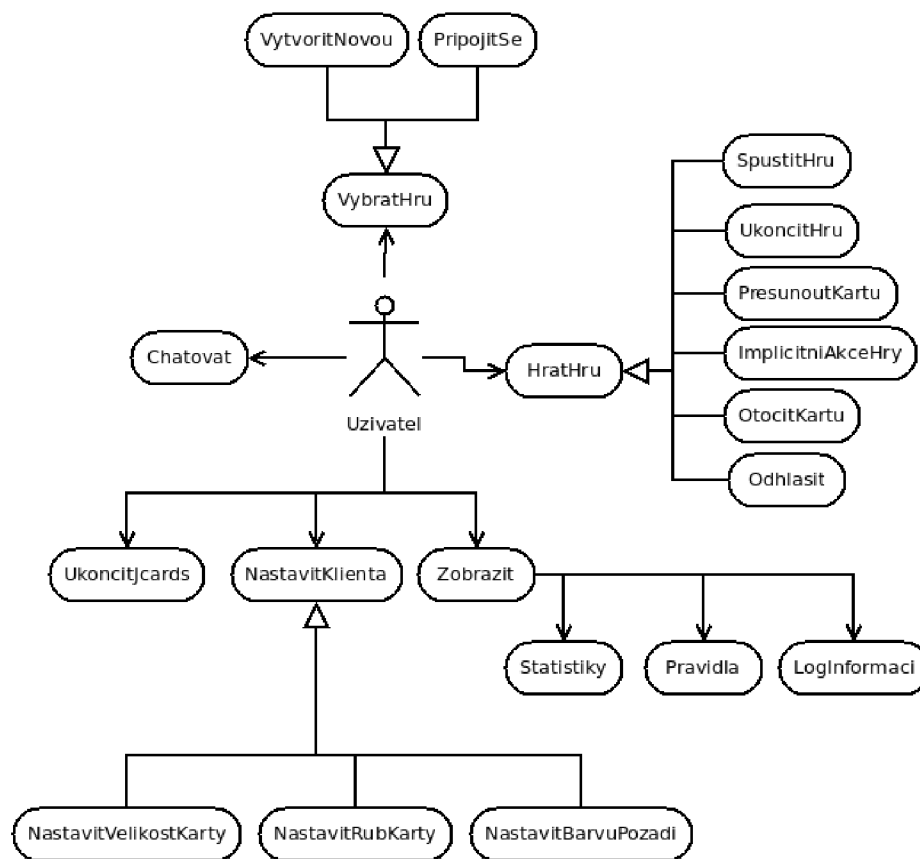 VytvoritNovou
PripojitSe
SpustitHru
VybratHru
UkoncitHru
PresunoutKartu
Chatovat
HratHru
ImplicitniAkceHry
Uzivatel
OtocitKartu
Odhlasit
UkoncitJcards
NastavitKlienta
Zobrazit
Statistiky
Pravidla
LogInformaci
NastavitVelikostKarty
NastavitRubKarty
NastavitBarvuPozadi